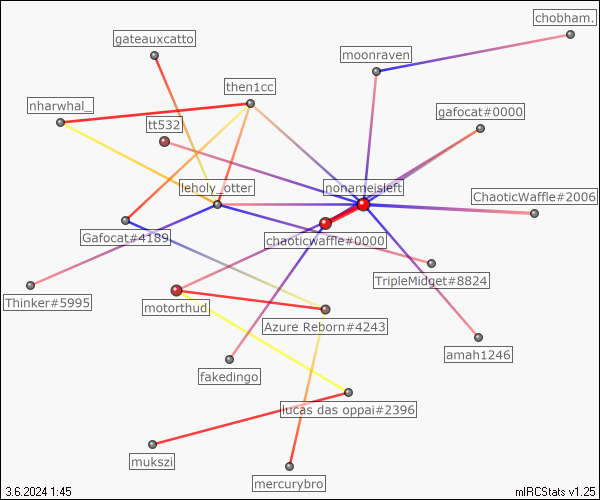 chobham.
gateauxcatto
moonraven
then1cc
nharwhal_
gafocat#0000
tt532
leholy_otter
nonameisleft
ChaoticWaffle#2006
Gafocat#4189
chaoticwaffle#0000
TripleMidget#8824
Thinker#5995
motorthud
Azure Reborn#4243
amah1246
fakedingo
lucas das oppai#2396
mukszi
mercurybro
3.6.2024 1:45
mIRCStats v1.25